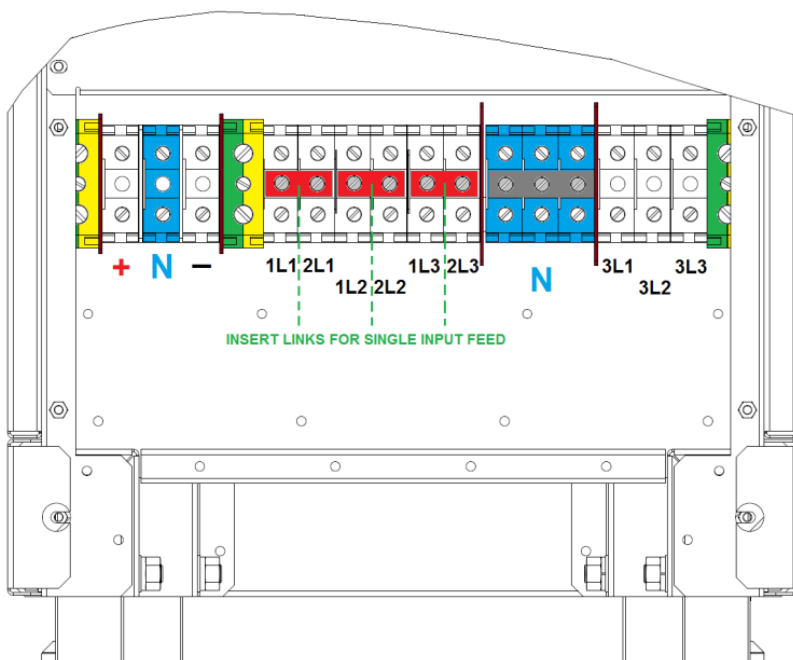 + N −
1L1 2L1
1L2 2L2
1L3 2L3
N
3L1
3L2
3L3
INSERT LINKS FOR SINGLE INPUT FEED